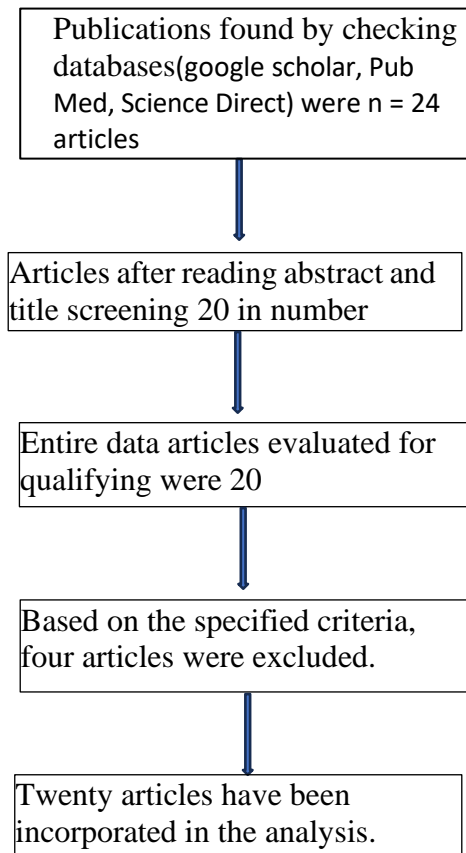 Publications found by checking
databases(google scholar, Pub
Med, Science Direct) were n = 24
articles
Articles after reading abstract and
title screening 20 in number
Entire data articles evaluated for
qualifying were 20
Based on the specified criteria,
four articles were excluded.
Twenty articles have been
incorporated in the analysis.